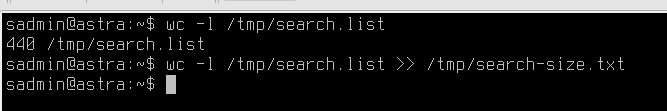 sadmin@astra:~$ wc -l /tmp/search.list
440 /tmp/search.list
sadmin@astra:~$ wc -l /tmp/search.list >> /tmp/search-size.txt
sadmin@astra:~$